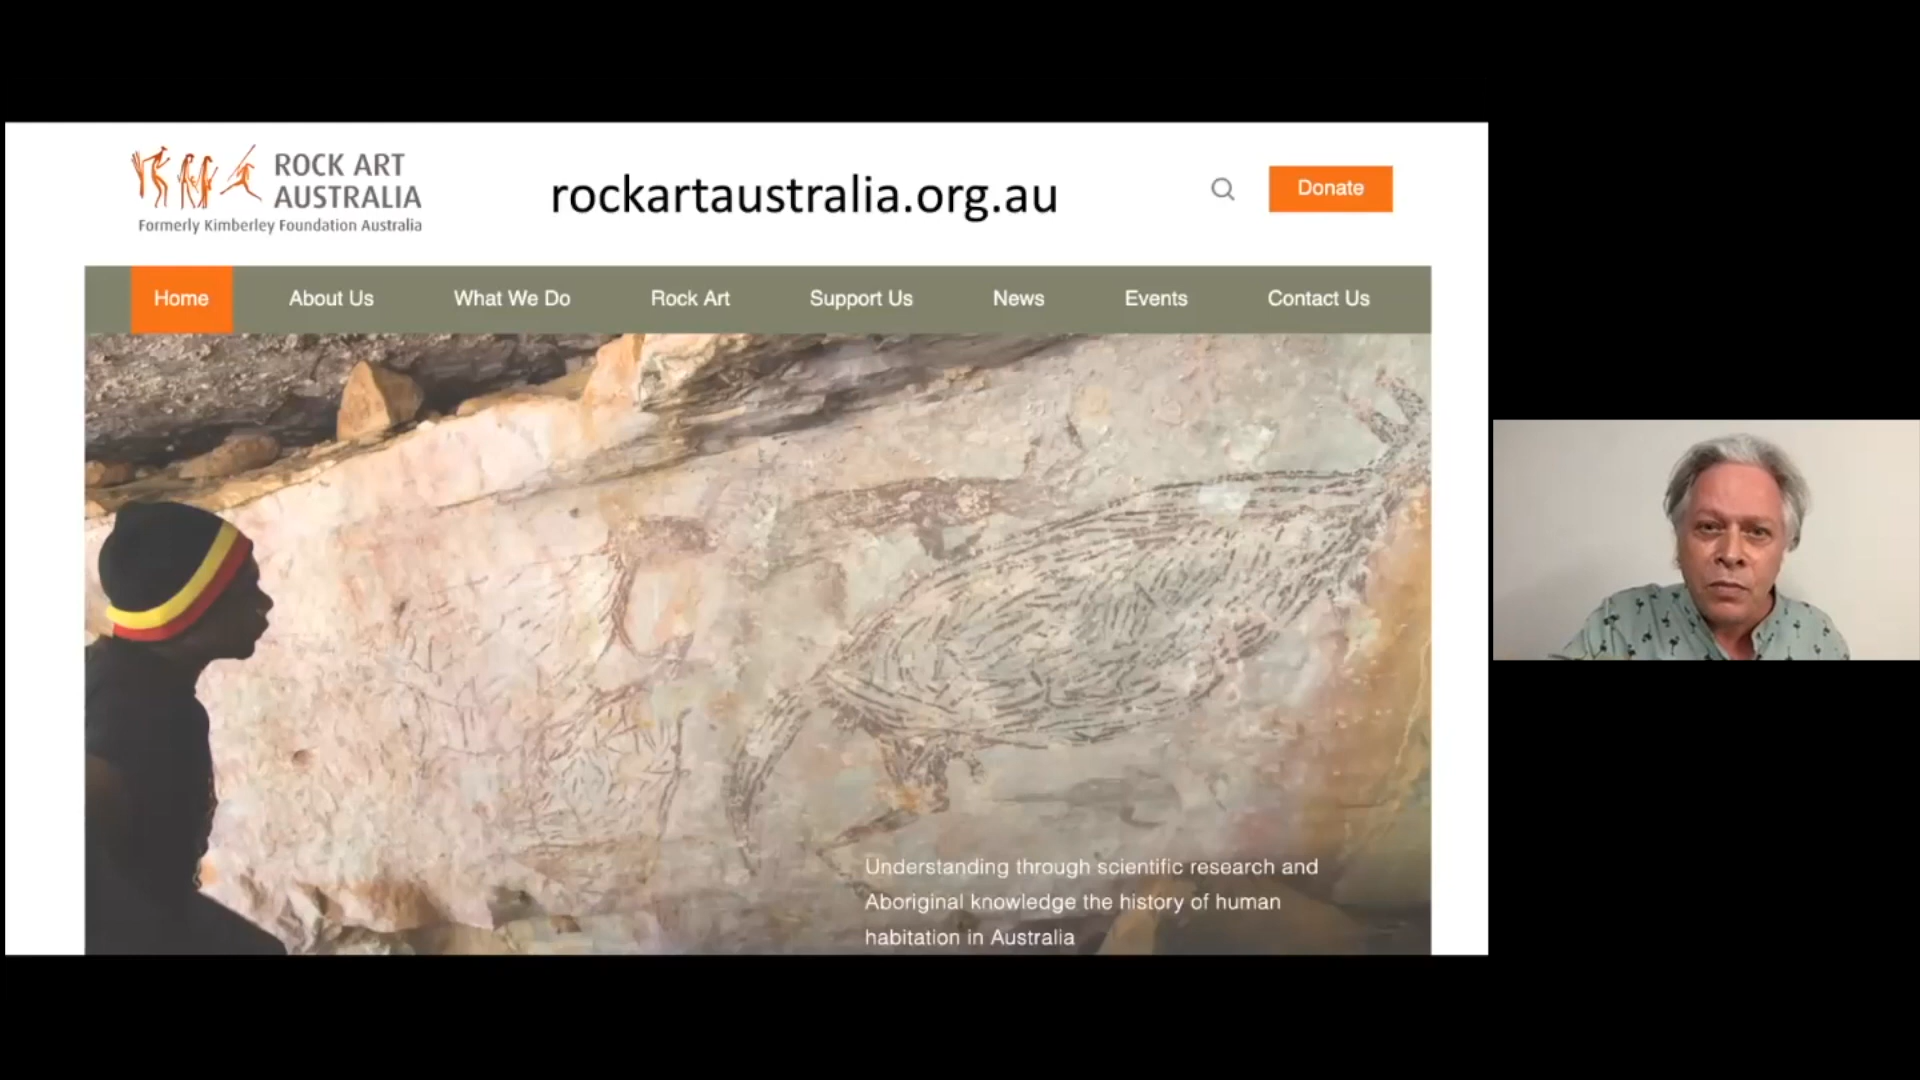 ROCK ART
AUSTRALIA
Formerly Kimberley Foundation Australia
rockartaustralia.org.au
Donate
Home About Us What We Do Rock Art Support Us News Events Contact Us
Understanding through scientific research and
Aboriginal knowledge the history of human
habitation in Australia